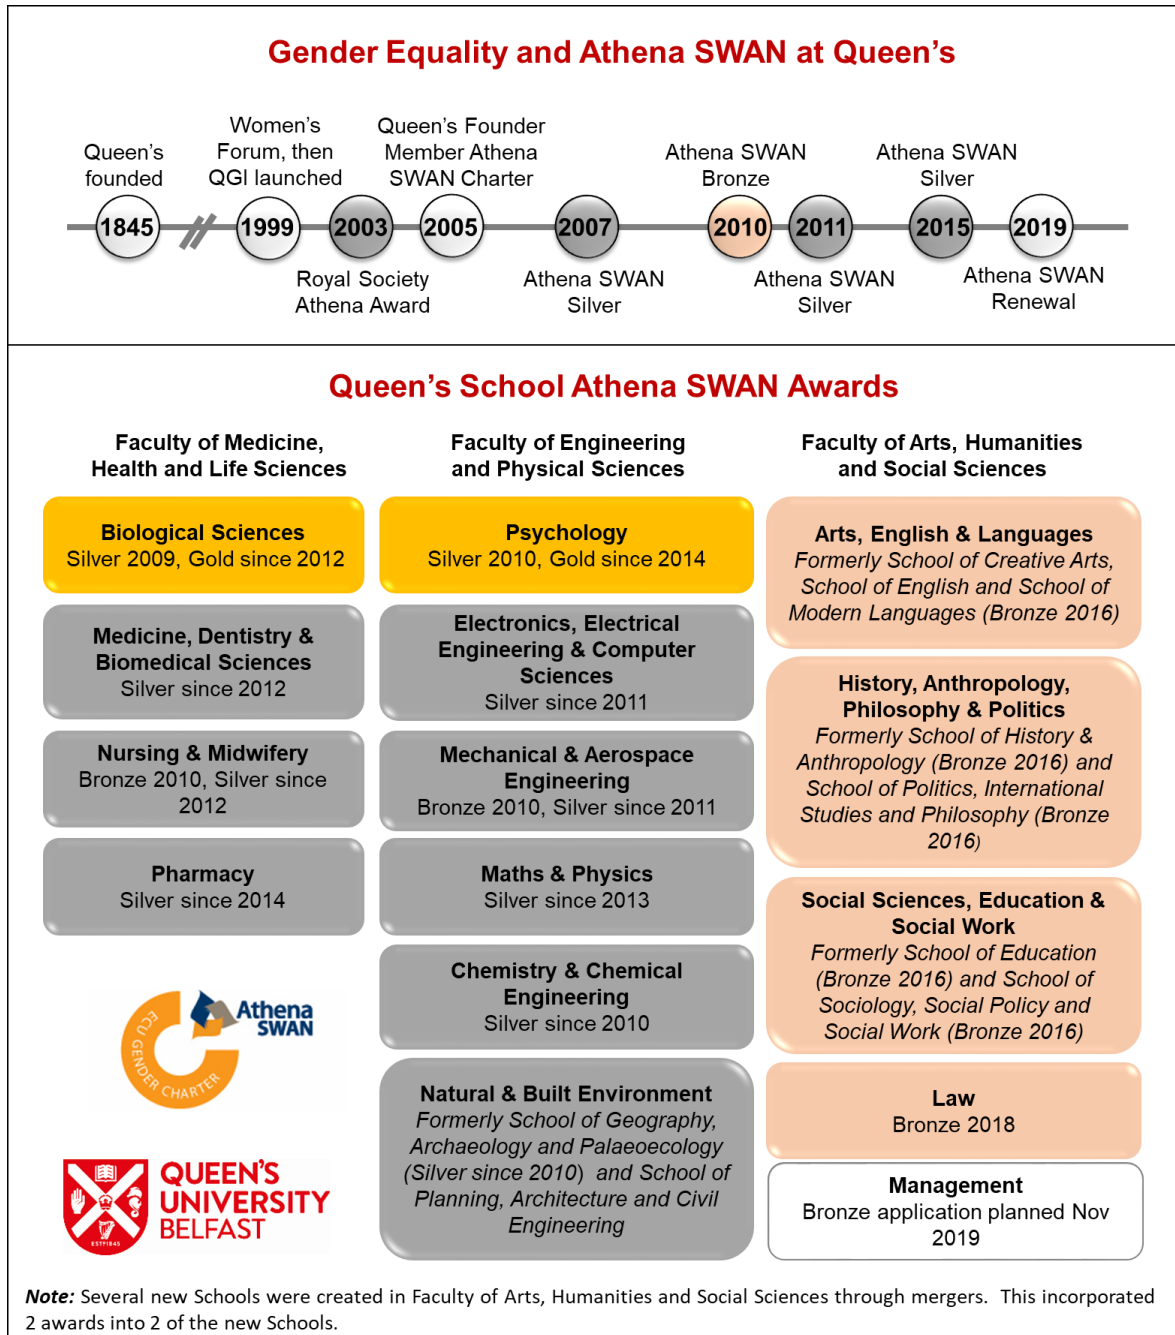 Gender Equality and Athena SWAN at Queen's
Queen's
founded
Women's
Forum, then
QGI launched
Queen's Founder
Member Athena
SWAN Charter
Athena SWAN
Bronze
Athena SWAN
Silver
1845
1999
2003
2005
2007
2010
2011
2015
2019
Royal Society
Athena Award
Athena SWAN
Silver
Athena SWAN
Silver
Athena SWAN
Renewal
Queen's School Athena SWAN Awards
Faculty of Medicine,
Health and Life Sciences
Biological Sciences
Silver 2009, Gold since 2012
Medicine, Dentistry &
Biomedical Sciences
Silver since 2012
Nursing & Midwifery
Bronze 2010, Silver since
2012
Pharmacy
Silver since 2014
Athena
SWAN
ECU GENDER CHARTER
QUEEN'S
UNIVERSITY
BELFAST
ESTD1845
Faculty of Engineering
and Physical Sciences
Psychology
Silver 2010, Gold since 2014
Electronics, Electrical
Engineering & Computer
Sciences
Silver since 2011
Mechanical & Aerospace
Engineering
Bronze 2010, Silver since 2011
Maths & Physics
Silver since 2013
Chemistry & Chemical
Engineering
Silver since 2010
Natural & Built Environment
Formerly School of Geography,
Archaeology and Palaeoecology
(Silver since 2010) and School of
Planning, Architecture and Civil
Engineering
Faculty of Arts, Humanities
and Social Sciences
Arts, English & Languages
Formerly School of Creative Arts,
School of English and School of
Modern Languages (Bronze 2016)
History, Anthropology,
Philosophy & Politics
Formerly School of History &
Anthropology (Bronze 2016) and
School of Politics, International
Studies and Philosophy (Bronze
2016)
Social Sciences, Education &
Social Work
Formerly School of Education
(Bronze 2016) and School of
Sociology, Social Policy and
Social Work (Bronze 2016)
Law
Bronze 2018
Management
Bronze application planned Nov
2019
Note: Several new Schools were created in Faculty of Arts, Humanities and Social Sciences through mergers. This incorporated
2 awards into 2 of the new Schools.